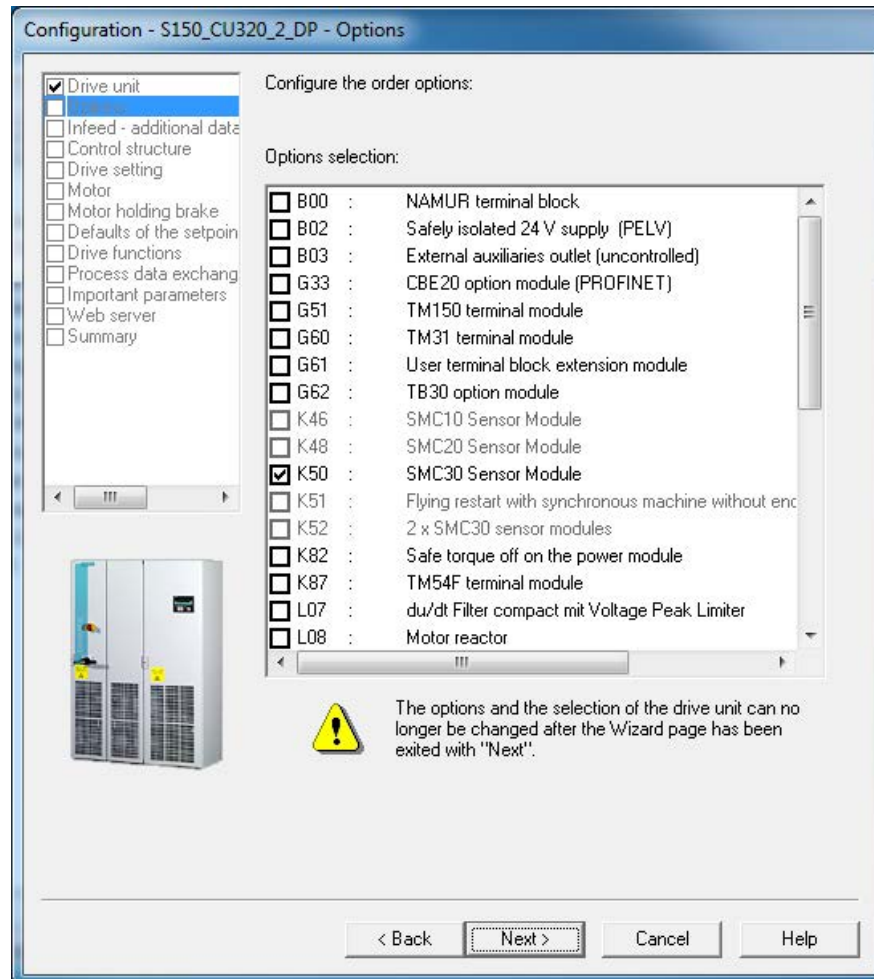 Configuration - S150_CU320_2_DP - Options
Drive unit
Options
Infeed - additional data
Control structure
Drive setting
Motor
Motor holding brake
Defaults of the setpoin
Drive functions
Process data exchang
Important parameters
Web server
Summary
Configure the order options:
Options selection:
B00 : NAMUR terminal block
B02 : Safely isolated 24 V supply (PELV)
B03 : External auxiliaries outlet (uncontrolled)
G33 : CBE20 option module (PROFINET)
G51 : TM150 terminal module
G60 : TM31 terminal module
G61 : User terminal block extension module
G62 : TB30 option module
K46 : SMC10 Sensor Module
K48 : SMC20 Sensor Module
K50 : SMC30 Sensor Module
K51 : Flying restart with synchronous machine without enc
K52 : 2 x SMC30 sensor modules
K82 : Safe torque off on the power module
K87 : TM54F terminal module
L07 : du/dt Filter compact mit Voltage Peak Limiter
L08 : Motor reactor
The options and the selection of the drive unit can no
longer be changed after the Wizard page has been
exited with "Next".
< Back
Next >
Cancel
Help